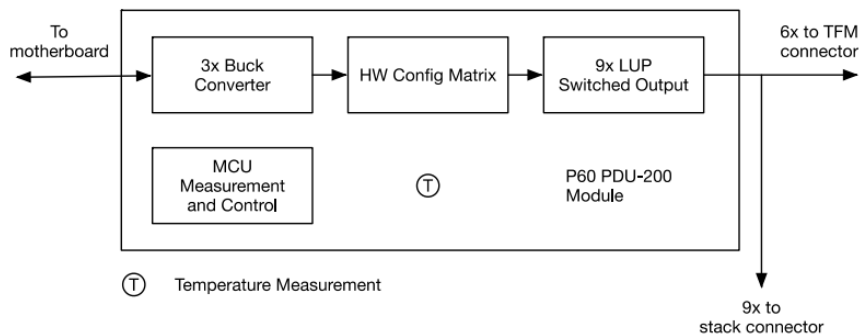 To
motherboard
6x to TFM
connector
3x Buck
Converter
HW Config Matrix
9x LUP
Switched Output
MCU
Measurement
and Control
T
P60 PDU-200
Module
T Temperature Measurement
9x to
stack connector